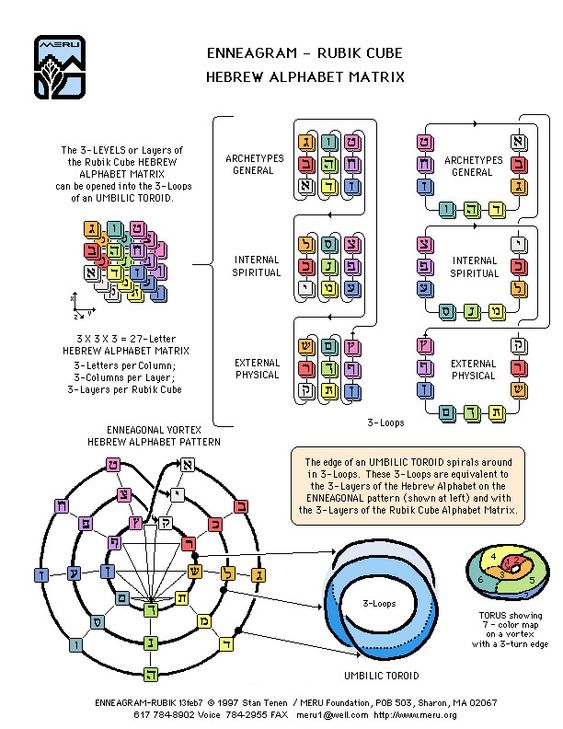 MERU
ENNEAGRAM – RUBIK CUBE
HEBREW ALPHABET MATRIX
The 3-LEVELS or Layers of
the Rubik Cube HEBREW
ALPHABET MATRIX
can be opened into the 3-Loops
of an UMBILIC TOROID.
ג ו ט
ב ה ח
א ד ז
X
Z Y
3 X 3 X 3 = 27-Letter
HEBREW ALPHABET MATRIX
3-Letters per Column;
3-Columns per Layer;
3-Layers per Rubik Cube
ARCHETYPES
GENERAL
ג ו ט
ב ה ח
א ד ז
INTERNAL
SPIRITUAL
ל ס צ
כ נ פ
י מ ע
EXTERNAL
PHYSICAL
ש ם ץ
ר ך ף
ק ת ן
ט א
ח ב
ז ג
ARCHETYPES
GENERAL
ו ה ד
צ י
פ כ
ע ל
INTERNAL
SPIRITUAL
ס נ מ
ץ ק
ף ר
ן ש
EXTERNAL
PHYSICAL
ם ך ת
3-Loops
ENNEAGONAL VORTEX
HEBREW ALPHABET PATTERN
ט א
צ י
ח ב
פ ץ ק כ
ף ר
ז ע ן ש ל ג
ם ת
ך
ס מ
ו נ ד
ה
The edge of an UMBILIC TOROID spirals around
in 3-Loops. These 3-Loops are equivalent to
the 3-Layers of the Hebrew Alphabet on the
ENNEAGONAL pattern (shown at left) and with
the 3-Layers of the Rubik Cube Alphabet Matrix.
3-Loops
UMBILIC TOROID
4
6 5
7
TORUS showing
7 - color map
on a vortex
with a 3-turn edge
ENNEAGRAM-RUBIK 13feb7 © 1997 Stan Tenen / MERU Foundation, POB 503, Sharon, MA 02067
617 784-8902 Voice 784-2955 FAX meru1@well.com http://www.meru.org